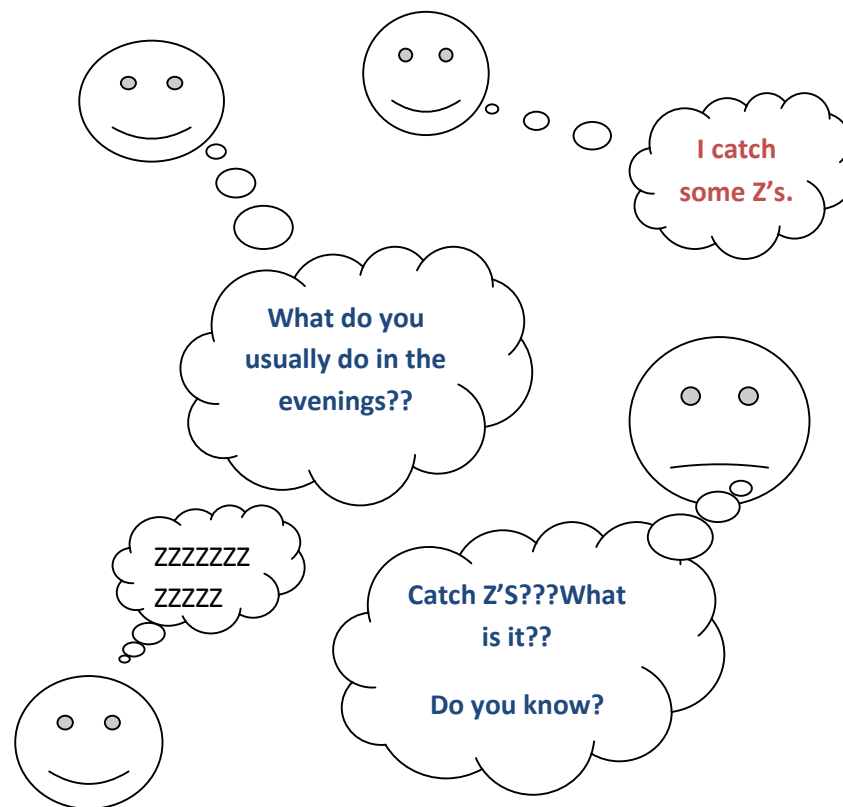 I catch
some Z’s.
What do you
usually do in the
evenings??
Catch Z’S???What
is it??
Do you know?
ZZZZZZZ
ZZZZZ